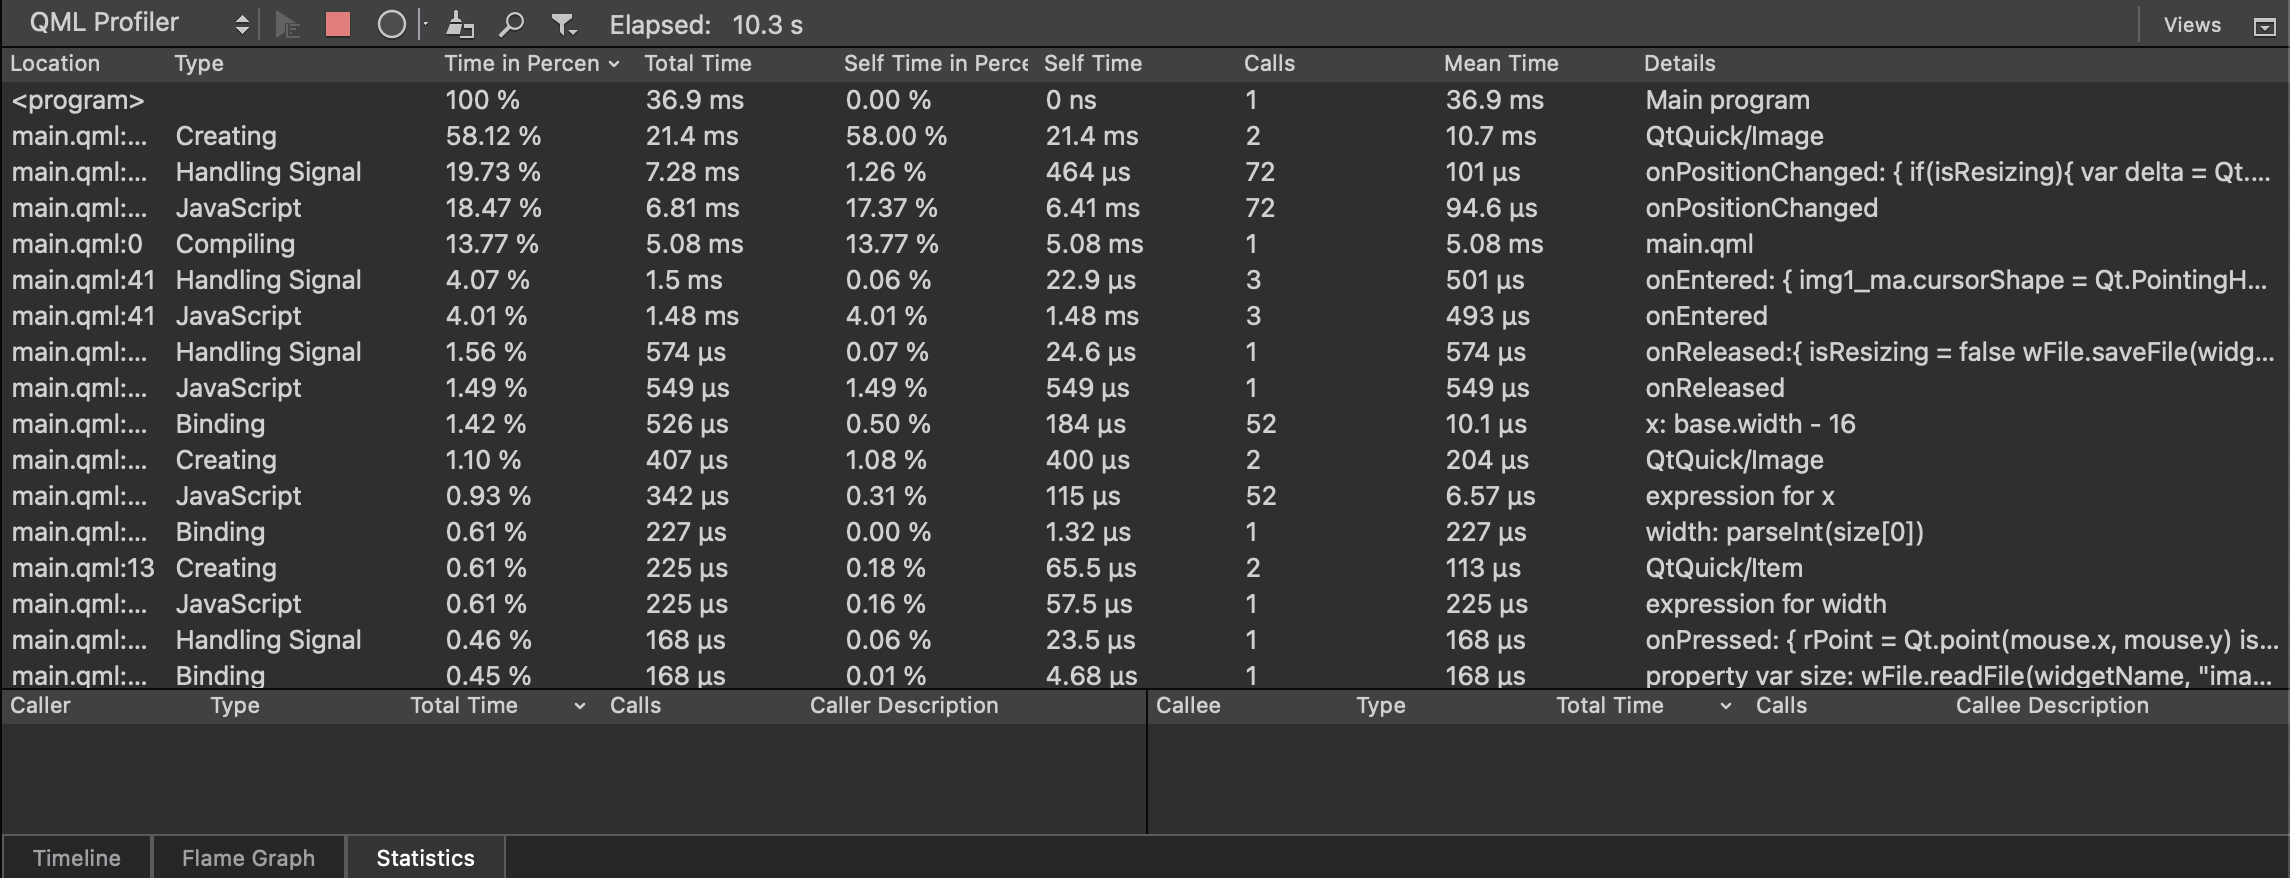 QML Profiler Elapsed: 10.3 s Views
Location Type Time in Percen Total Time Self Time in Perce Self Time Calls Mean Time Details
<program> 100 % 36.9 ms 0.00 % 0 ns 1 36.9 ms Main program
main.qml:... Creating 58.12 % 21.4 ms 58.00 % 21.4 ms 2 10.7 ms QtQuick/Image
main.qml:... Handling Signal 19.73 % 7.28 ms 1.26 % 464 µs 72 101 µs onPositionChanged: { if(isResizing){ var delta = Qt....
main.qml:... JavaScript 18.47 % 6.81 ms 17.37 % 6.41 ms 72 94.6 µs onPositionChanged
main.qml:0 Compiling 13.77 % 5.08 ms 13.77 % 5.08 ms 1 5.08 ms main.qml
main.qml:41 Handling Signal 4.07 % 1.5 ms 0.06 % 22.9 µs 3 501 µs onEntered: { img1_ma.cursorShape = Qt.PointingH...
main.qml:41 JavaScript 4.01 % 1.48 ms 4.01 % 1.48 ms 3 493 µs onEntered
main.qml:... Handling Signal 1.56 % 574 µs 0.07 % 24.6 µs 1 574 µs onReleased:{ isResizing = false wFile.saveFile(widg...
main.qml:... JavaScript 1.49 % 549 µs 1.49 % 549 µs 1 549 µs onReleased
main.qml:... Binding 1.42 % 526 µs 0.50 % 184 µs 52 10.1 µs x: base.width - 16
main.qml:... Creating 1.10 % 407 µs 1.08 % 400 µs 2 204 µs QtQuick/Image
main.qml:... JavaScript 0.93 % 342 µs 0.31 % 115 µs 52 6.57 µs expression for x
main.qml:... Binding 0.61 % 227 µs 0.00 % 1.32 µs 1 227 µs width: parseInt(size[0])
main.qml:13 Creating 0.61 % 225 µs 0.18 % 65.5 µs 2 113 µs QtQuick/Item
main.qml:... JavaScript 0.61 % 225 µs 0.16 % 57.5 µs 1 225 µs expression for width
main.qml:... Handling Signal 0.46 % 168 µs 0.06 % 23.5 µs 1 168 µs onPressed: { rPoint = Qt.point(mouse.x, mouse.y) is...
main.qml:... Binding 0.45 % 168 µs 0.01 % 4.68 µs 1 168 µs property var size: wFile.readFile(widgetName, "ima...
Caller Type Total Time Calls Caller Description Callee Type Total Time Calls Callee Description
Timeline Flame Graph Statistics